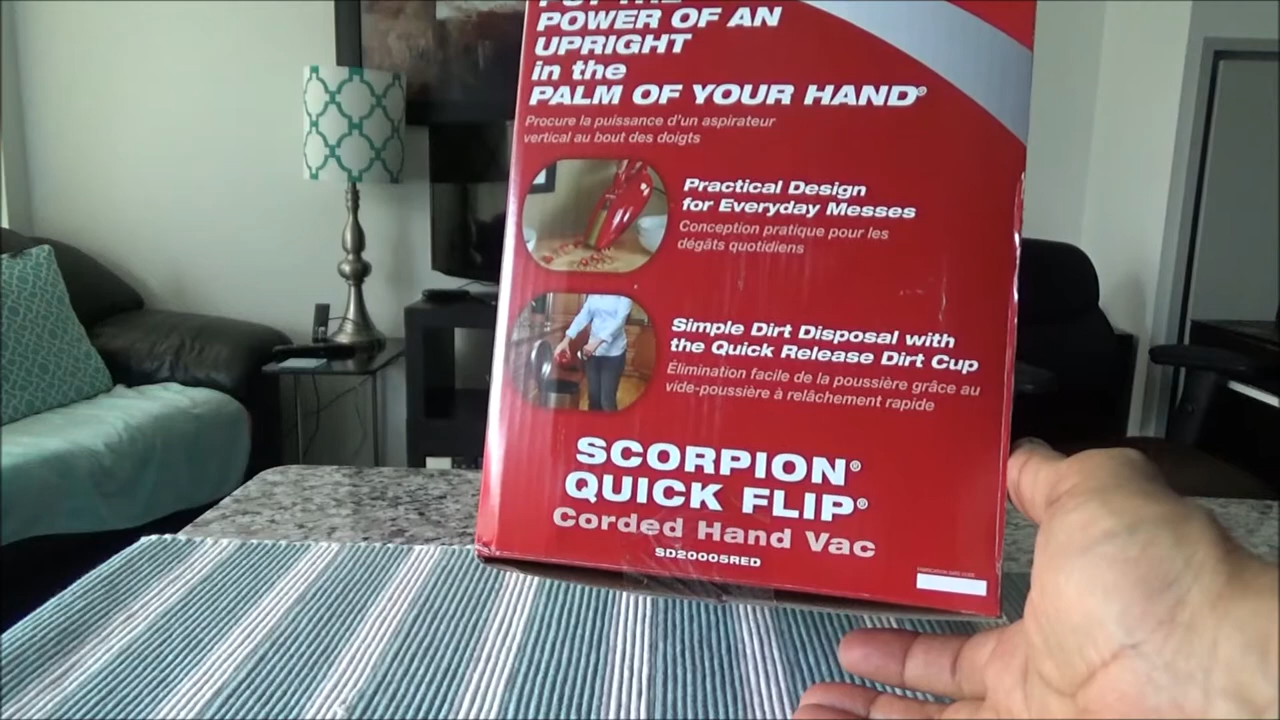 PUT THE
POWER OF AN
UPRIGHT
in the
PALM OF YOUR HAND®
Procure la puissance d'un aspirateur
vertical au bout des doigts
Practical Design
for Everyday Messes
Conception pratique pour les
dégâts quotidiens
Simple Dirt Disposal with
the Quick Release Dirt Cup
Élimination facile de la poussière grâce au
vide-poussière à relâchement rapide
SCORPION®
QUICK FLIP®
Corded Hand Vac
SD20005RED